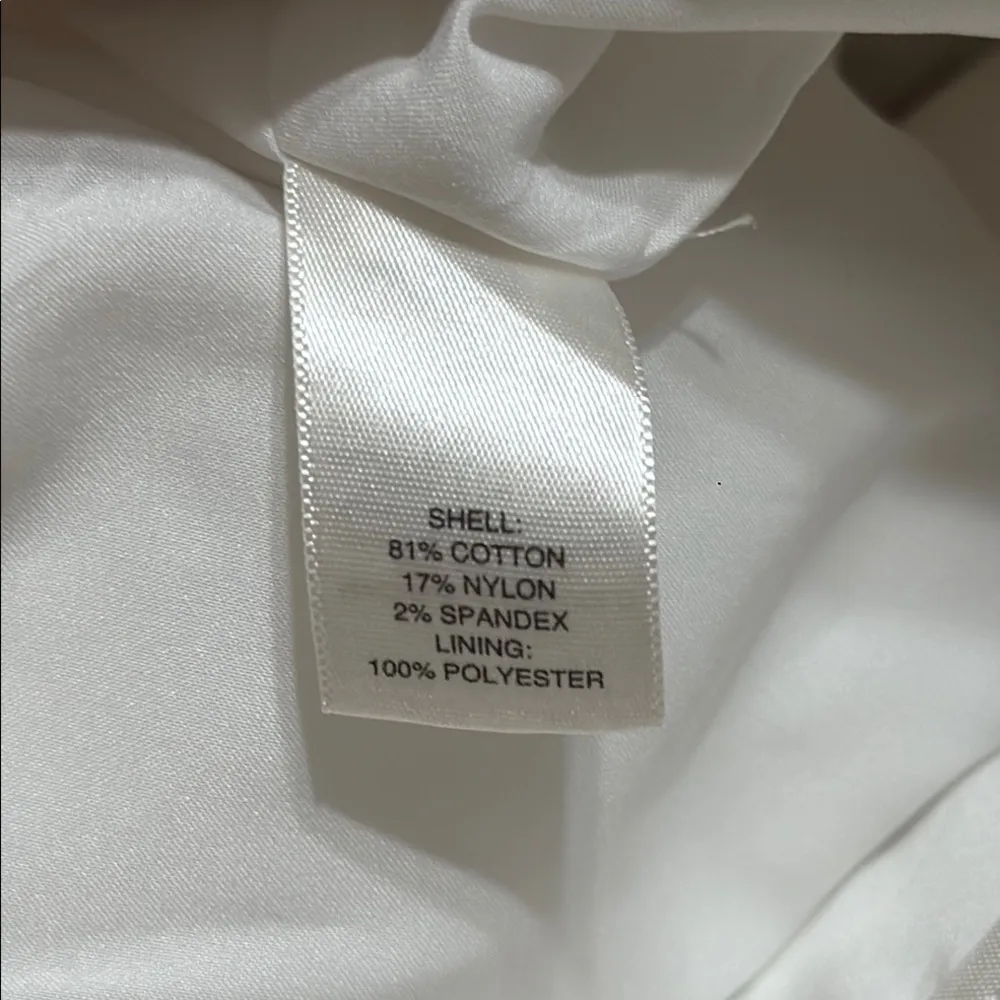 SHELL:
81% COTTON
17% NYLON
2% SPANDEX
LINING:
100% POLYESTER